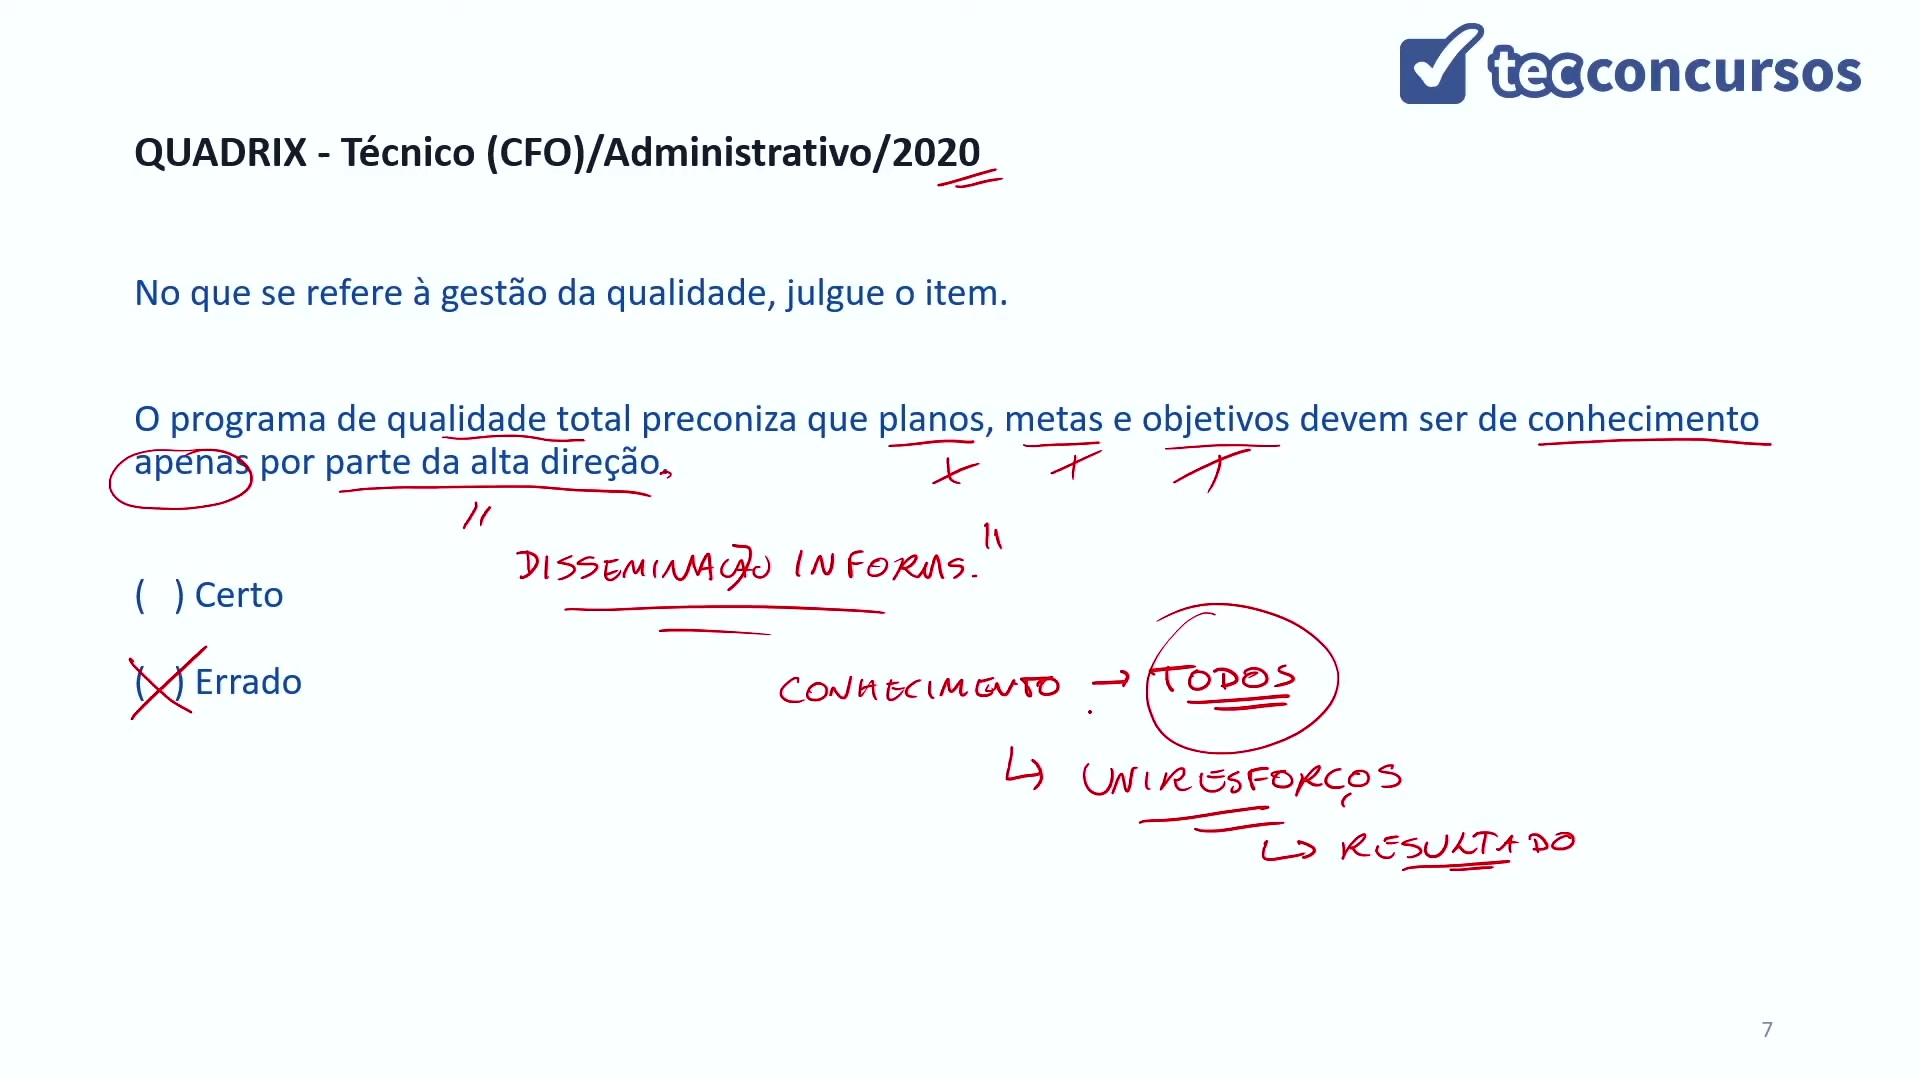 tecconcursos
QUADRIX - Técnico (CFO)/Administrativo/2020
No que se refere à gestão da qualidade, julgue o item.
O programa de qualidade total preconiza que planos, metas e objetivos devem ser de conhecimento
apenas por parte da alta direção.
" DISSEMINAÇÃO INFORMS. "
( ) Certo
CONHECIMENTO → TODOS
(X) Errado
↳ UNIR ESFORÇOS
↳ RESULTADO
7